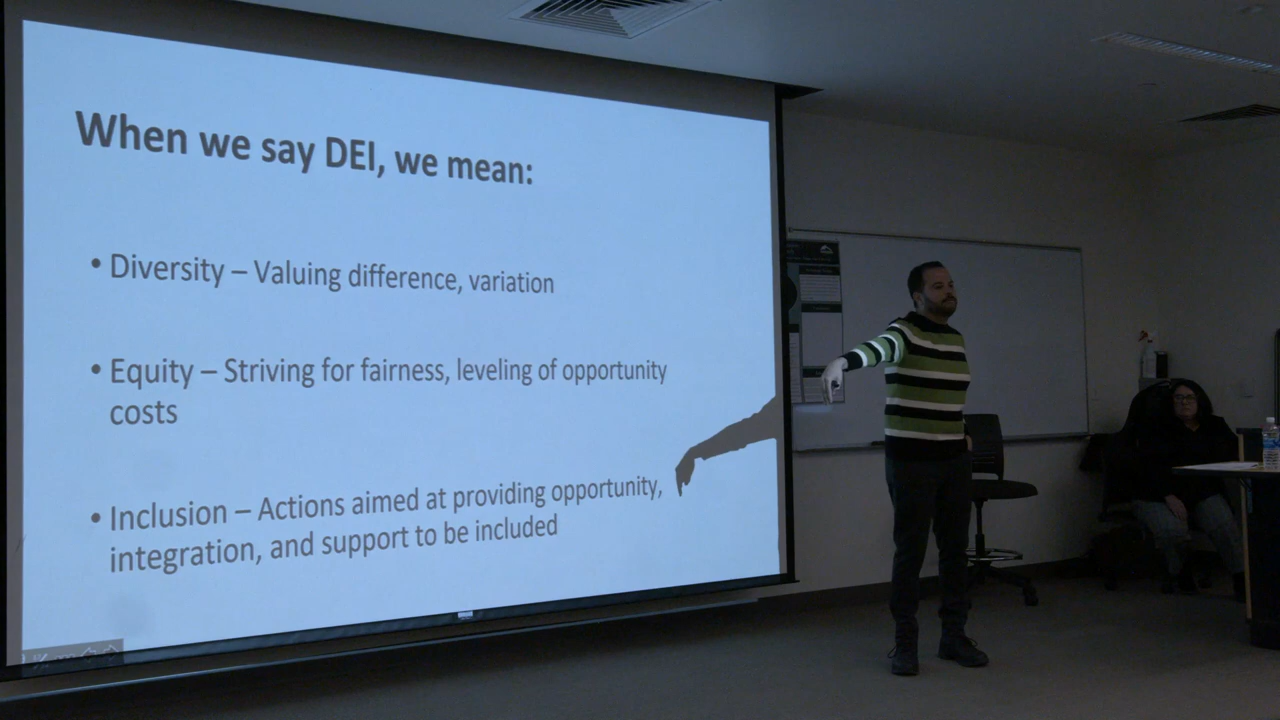 When we say DEI, we mean:
• Diversity – Valuing difference, variation
• Equity – Striving for fairness, leveling of opportunity
costs
• Inclusion – Actions aimed at providing opportunity,
integration, and support to be included